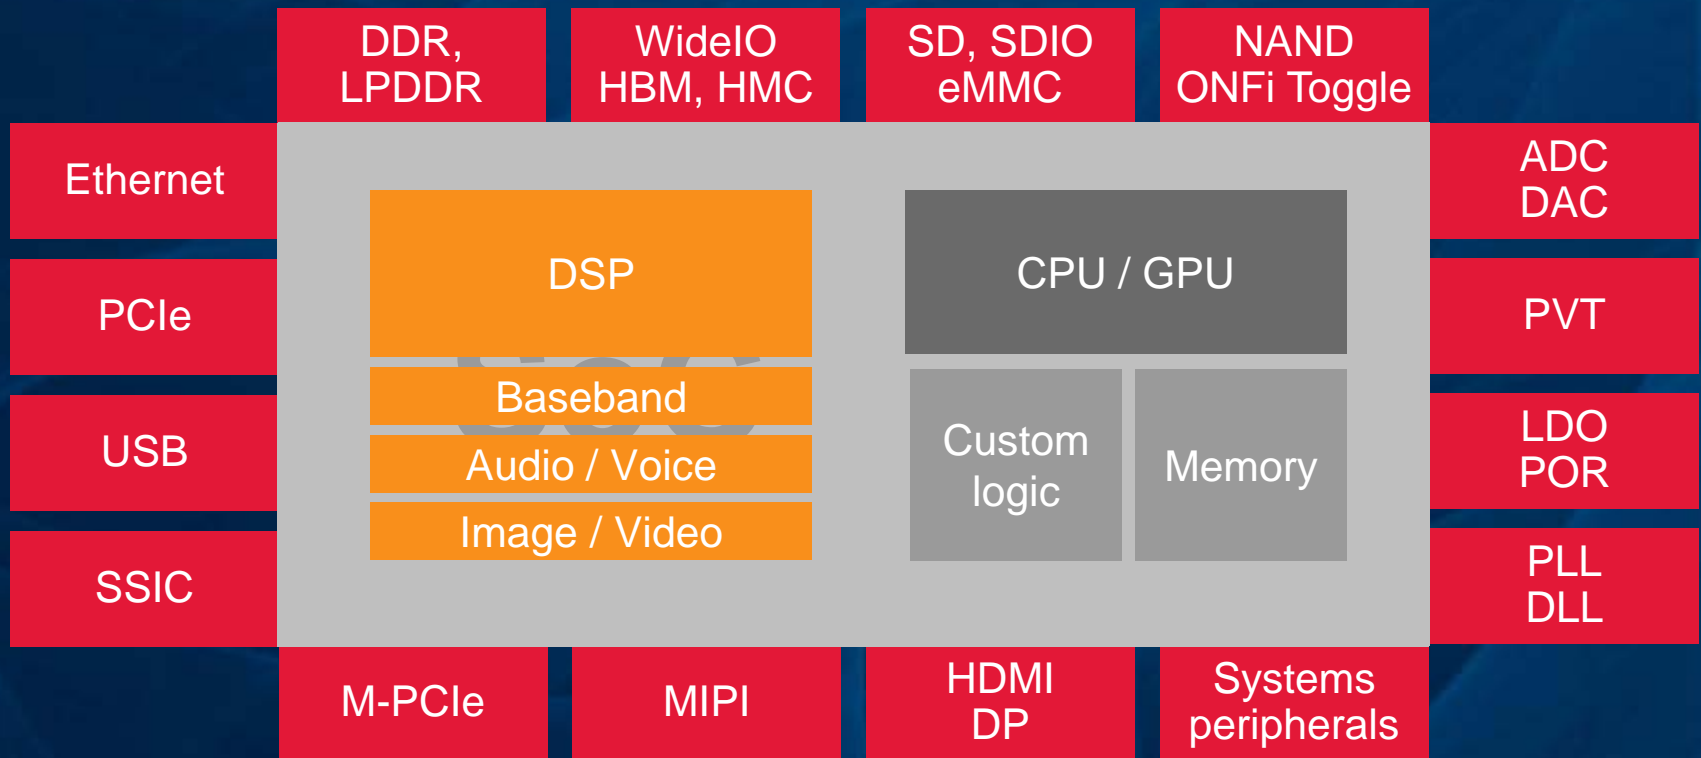 DDR,
LPDDR
WideIO
HBM, HMC
SD, SDIO
eMMC
NAND
ONFi Toggle
Ethernet
PCIe
USB
SSIC
SoC
DSP
Baseband
Audio / Voice
Image / Video
CPU / GPU
Custom
logic
Memory
ADC
DAC
PVT
LDO
POR
PLL
DLL
M-PCIe
MIPI
HDMI
DP
Systems
peripherals